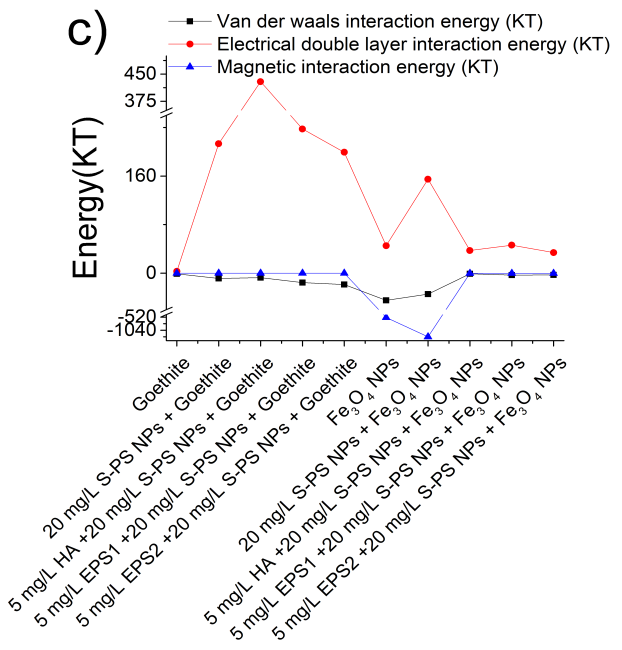 c)
Van der waals interaction energy (KT)
Electrical double layer interaction energy (KT)
Magnetic interaction energy (KT)
Energy(KT)
450
375
160
0
-520
-1040
Goethite
20 mg/L S-PS NPs + Goethite
5 mg/L HA +20 mg/L S-PS NPs + Goethite
5 mg/L EPS1 +20 mg/L S-PS NPs + Goethite
5 mg/L EPS2 +20 mg/L S-PS NPs + Goethite
Fe₃O₄ NPs
20 mg/L S-PS NPs + Fe₃O₄ NPs
5 mg/L HA +20 mg/L S-PS NPs + Fe₃O₄ NPs
5 mg/L EPS1 +20 mg/L S-PS NPs + Fe₃O₄ NPs
5 mg/L EPS2 +20 mg/L S-PS NPs + Fe₃O₄ NPs